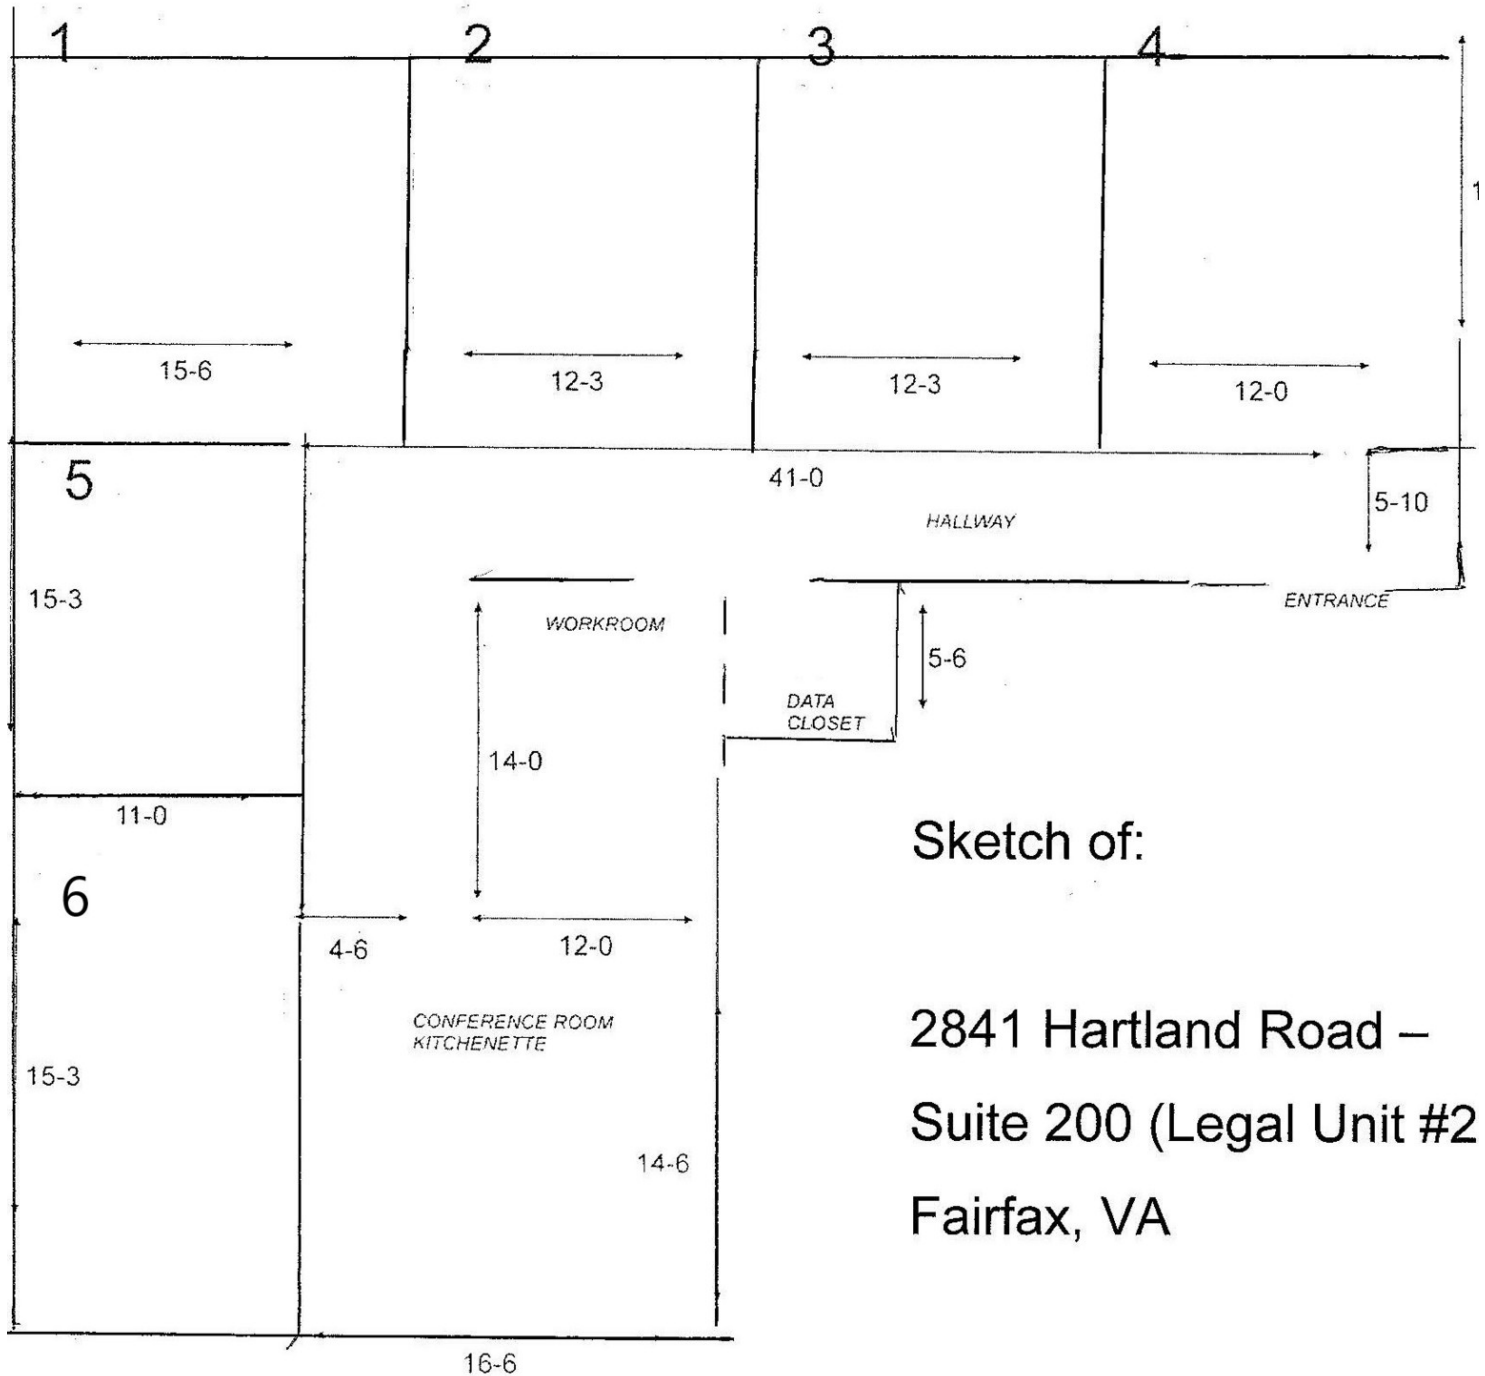 1
2
3
4
1
15-6
12-3
12-3
12-0
5
41-0
HALLWAY
5-10
15-3
WORKROOM
ENTRANCE
5-6
DATA
CLOSET
14-0
11-0
6
4-6
12-0
CONFERENCE ROOM
KITCHENETTE
15-3
14-6
16-6
Sketch of:
2841 Hartland Road –
Suite 200 (Legal Unit #2
Fairfax, VA